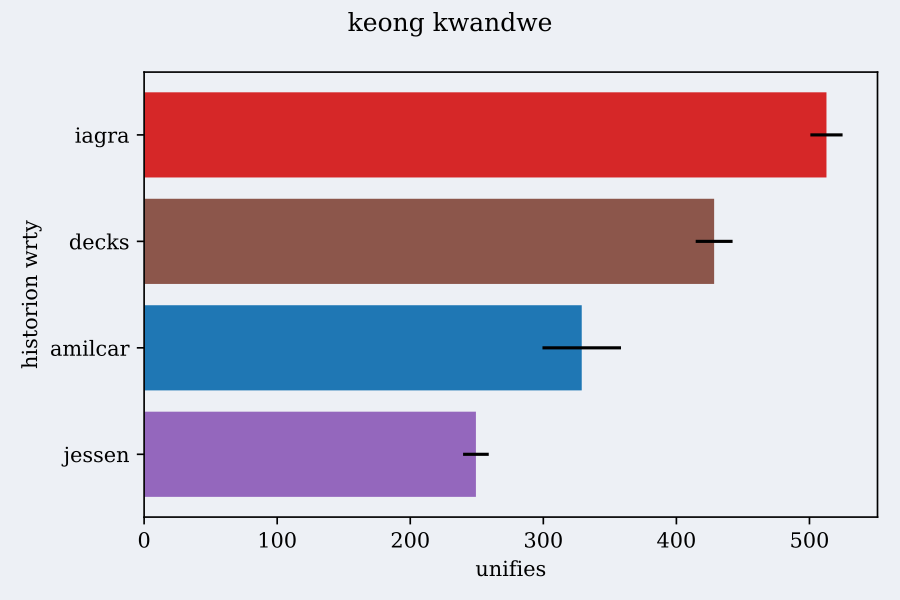 keong kwandwe
historion wrty
iagra
decks
amilcar
jessen
0 100 200 300 400 500
unifies